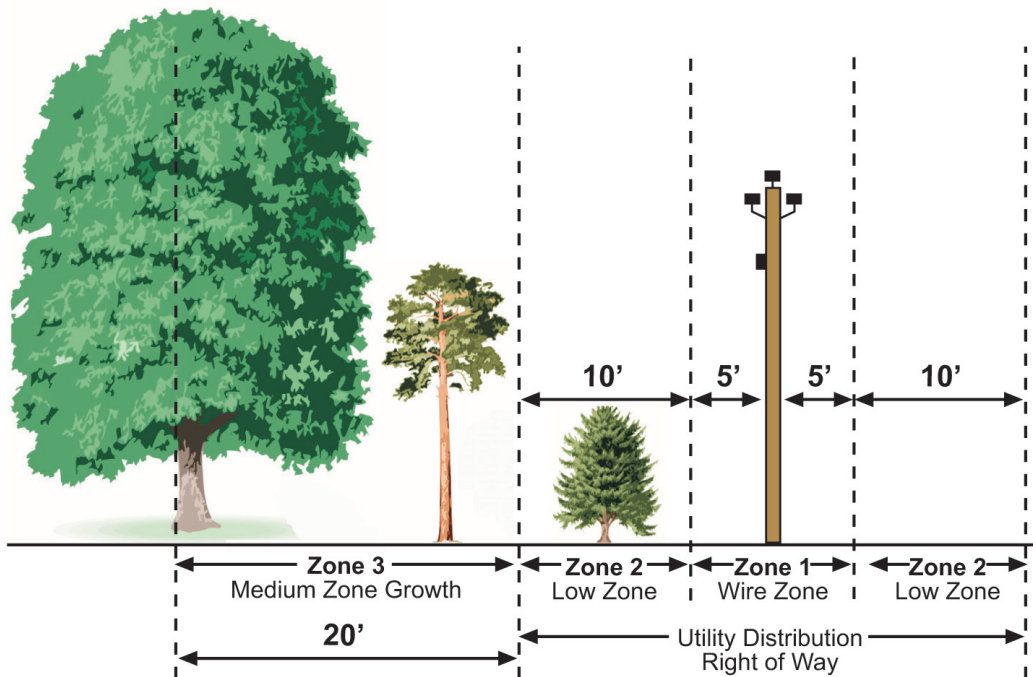 10’
5’
5’
10’
Zone 3
Medium Zone Growth
Zone 2
Low Zone
Zone 1
Wire Zone
Zone 2
Low Zone
20’
Utility Distribution
Right of Way